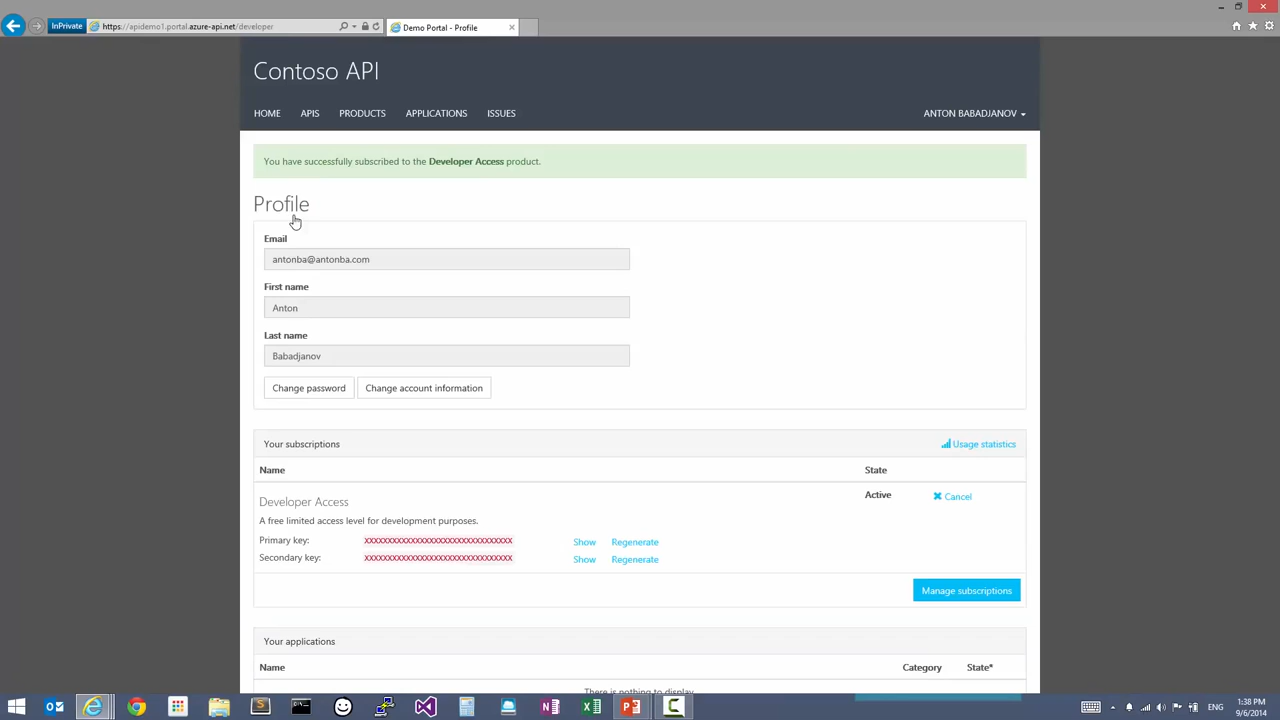 InPrivate
https://apidemo1.portal.azure-api.net/developer
Demo Portal - Profile
Contoso API
HOME APIS PRODUCTS APPLICATIONS ISSUES
ANTON BABADJANOV
You have successfully subscribed to the Developer Access product.
Profile
Email
antonba@antonba.com
First name
Anton
Last name
Babadjanov
Change password Change account information
Your subscriptions Usage statistics
Name State
Developer Access Active Cancel
A free limited access level for development purposes.
Primary key: xxxxxxxxxxxxxxxxxxxxxxxxxxxxxxxx Show Regenerate
Secondary key: xxxxxxxxxxxxxxxxxxxxxxxxxxxxxxxx Show Regenerate
Manage subscriptions
Your applications
Name Category State*
There is nothing to display
ENG
1:38 PM
9/6/2014